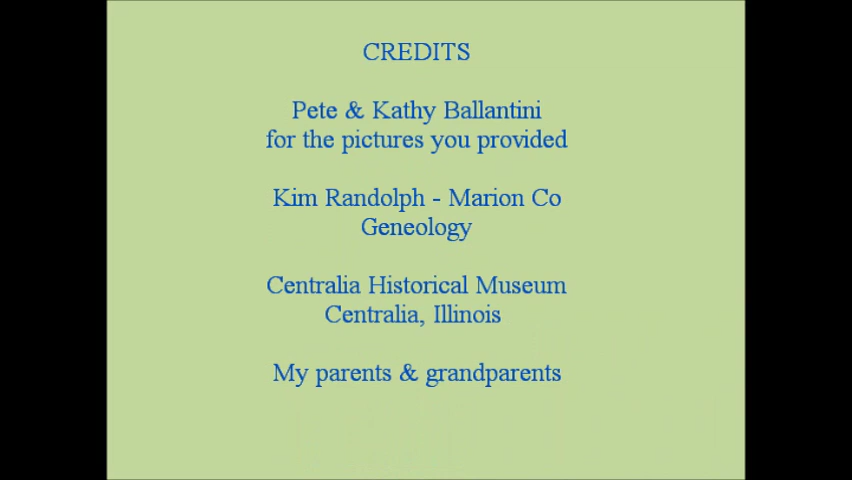 CREDITS
Pete & Kathy Ballantini
for the pictures you provided
Kim Randolph - Marion Co
Geneology
Centralia Historical Museum
Centralia, Illinois
My parents & grandparents